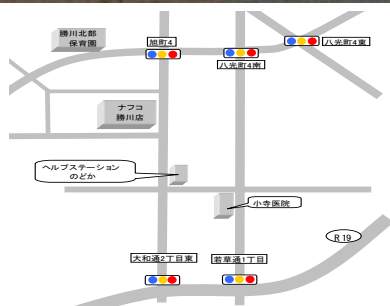 勝川北部
保育園
旭町4
八光町4東
八光町4南
ナフコ
勝川店
ヘルプステーション
のどか
小寺医院
R 19
大和通2丁目東
若草通1丁目